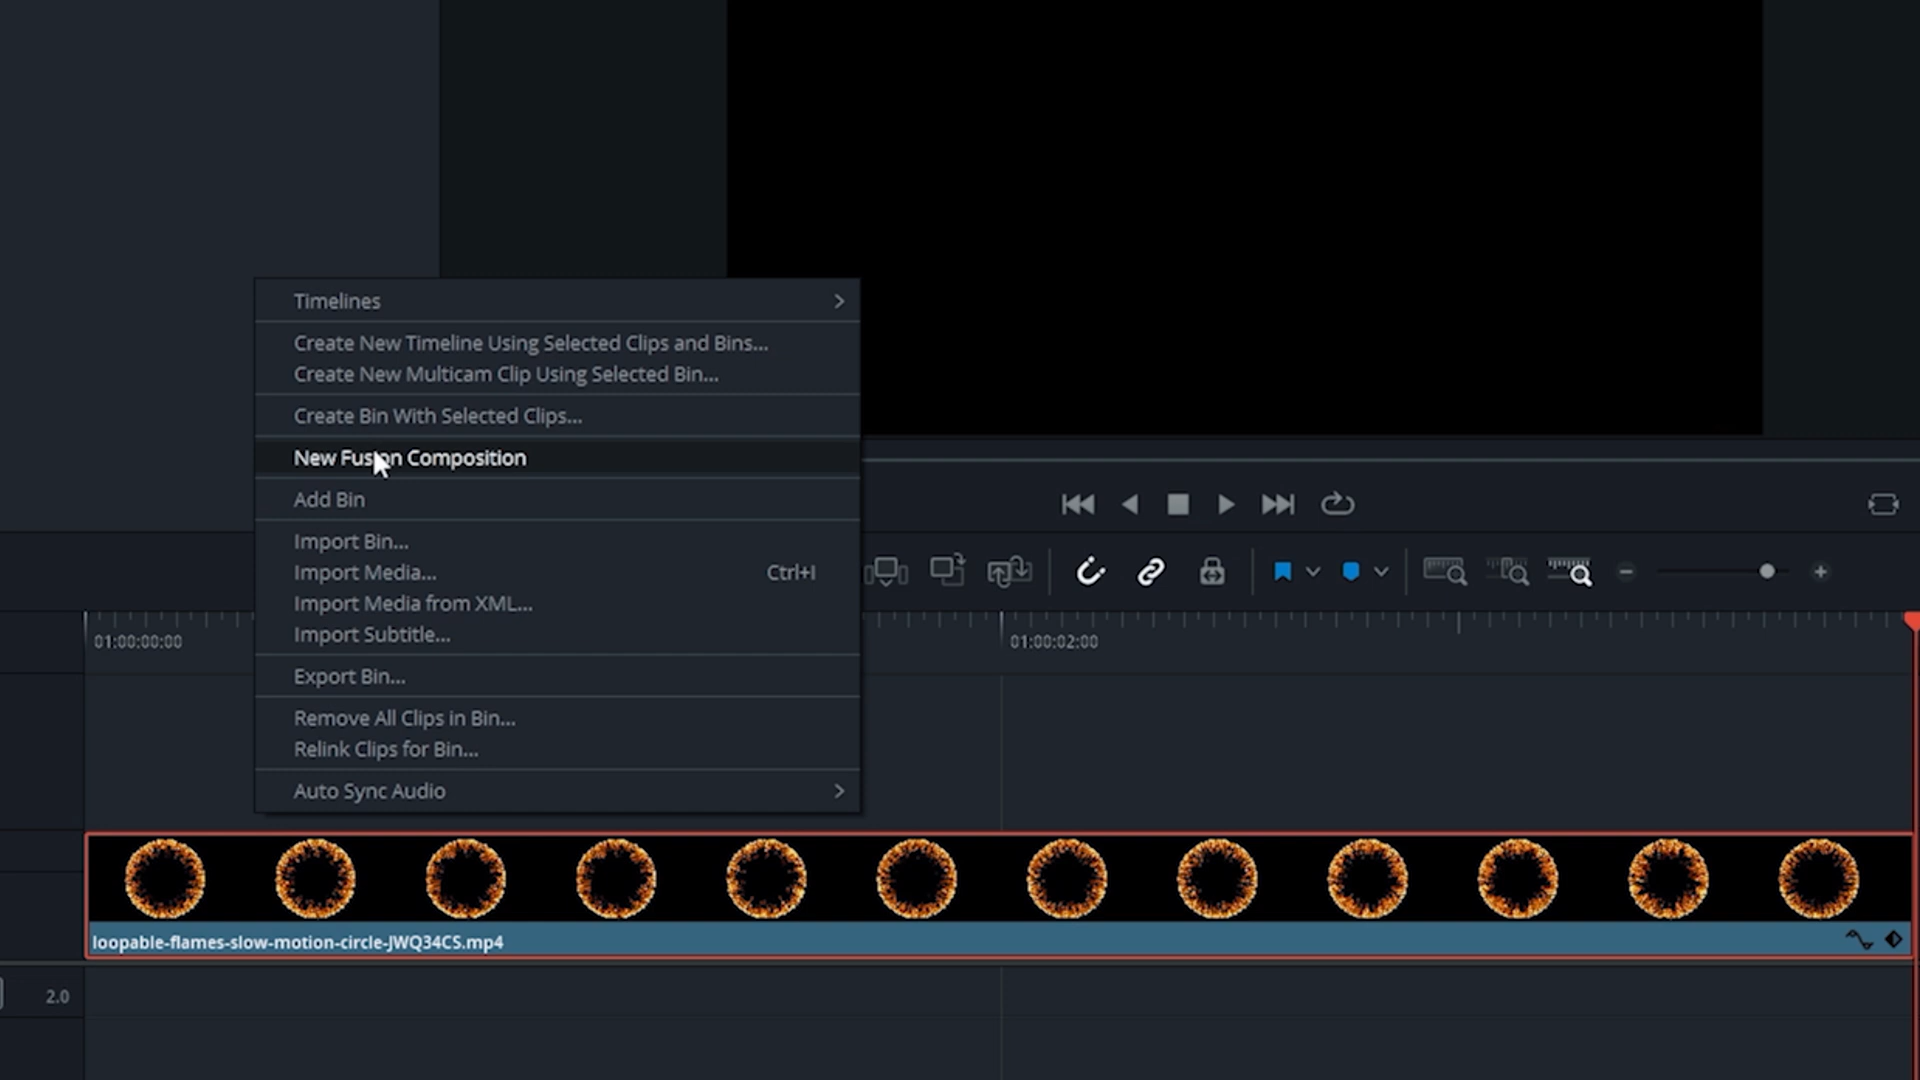 Timelines
Create New Timeline Using Selected Clips and Bins...
Create New Multicam Clip Using Selected Bin...
Create Bin With Selected Clips...
New Fusion Composition
Add Bin
Import Bin...
Import Media... Ctrl+I
Import Media from XML...
Import Subtitle...
Export Bin...
Remove All Clips in Bin...
Relink Clips for Bin...
Auto Sync Audio
01:00:00:00
01:00:02:00
loopable-flames-slow-motion-circle-JWQ34CS.mp4
2.0